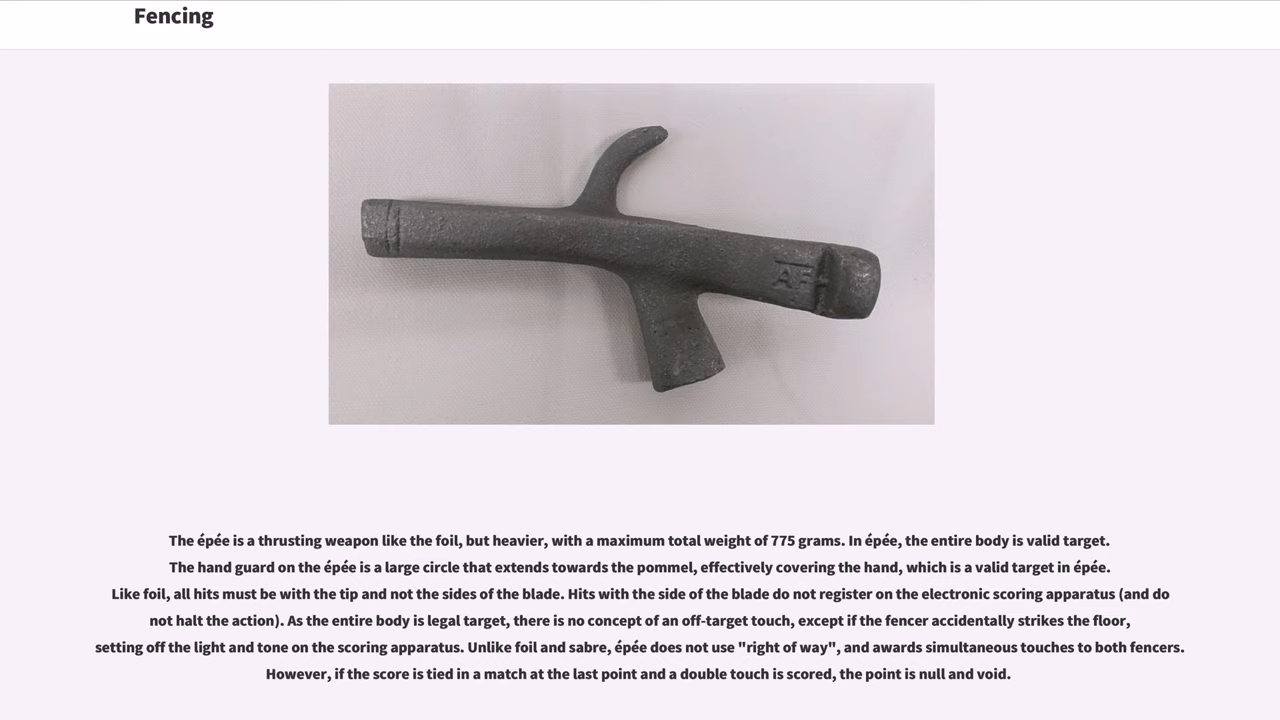 Fencing
AF
The épée is a thrusting weapon like the foil, but heavier, with a maximum total weight of 775 grams. In épée, the entire body is valid target.
The hand guard on the épée is a large circle that extends towards the pommel, effectively covering the hand, which is a valid target in épée.
Like foil, all hits must be with the tip and not the sides of the blade. Hits with the side of the blade do not register on the electronic scoring apparatus (and do
not halt the action). As the entire body is legal target, there is no concept of an off-target touch, except if the fencer accidentally strikes the floor,
setting off the light and tone on the scoring apparatus. Unlike foil and sabre, épée does not use "right of way", and awards simultaneous touches to both fencers.
However, if the score is tied in a match at the last point and a double touch is scored, the point is null and void.